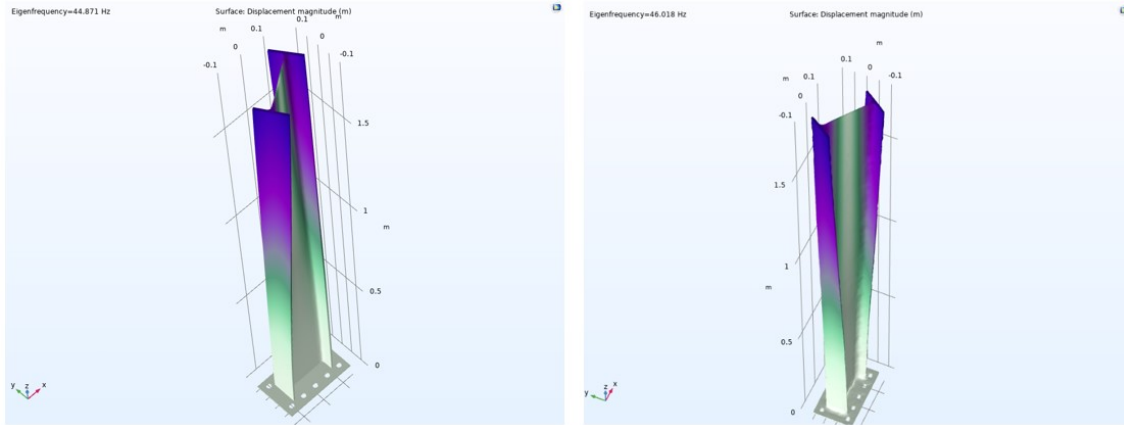 Eigenfrequency=44.871 Hz
Surface: Displacement magnitude (m)
m
0.1
m
0.1
0
0
-0.1
-0.1
1.5
1
m
0.5
0
y z x
Eigenfrequency=46.018 Hz
Surface: Displacement magnitude (m)
m
0.1
0
m
0.1
-0.1
0
-0.1
1.5
1
m
0.5
0
y z x